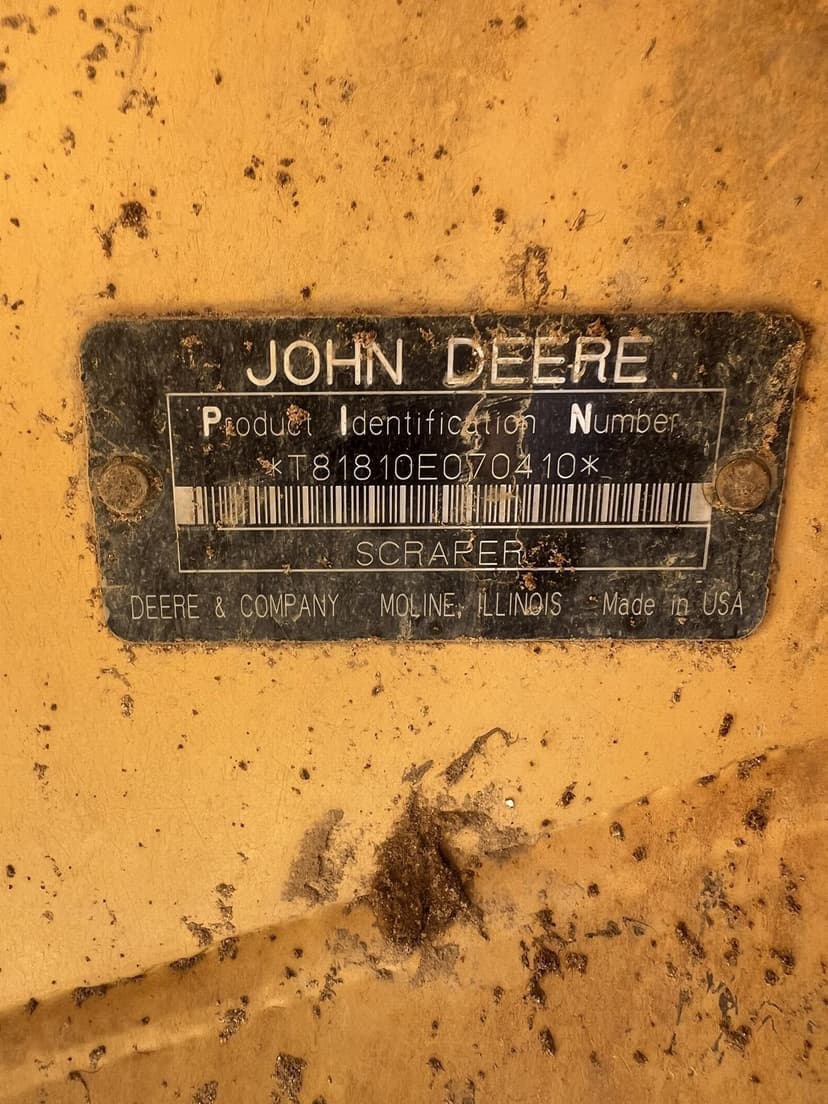 JOHN DEERE
Product Identification Number
*T81810E070410*
SCRAPER
DEERE & COMPANY MOLINE, ILLINOIS Made in USA